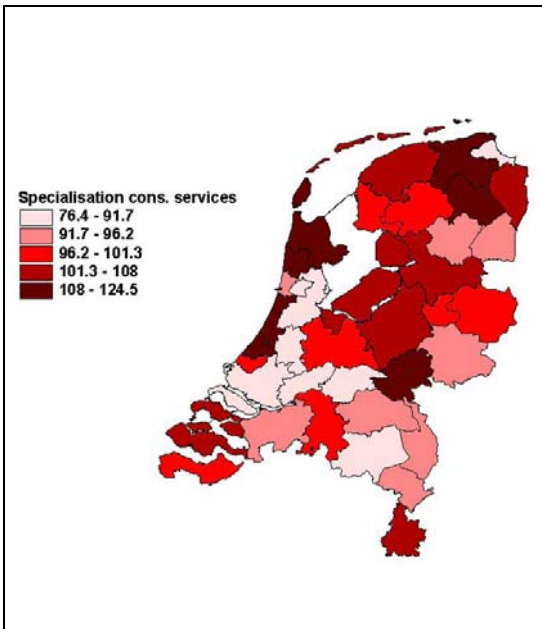 Specialisation cons. services
76.4 - 91.7
91.7 - 96.2
96.2 - 101.3
101.3 - 108
108 - 124.5